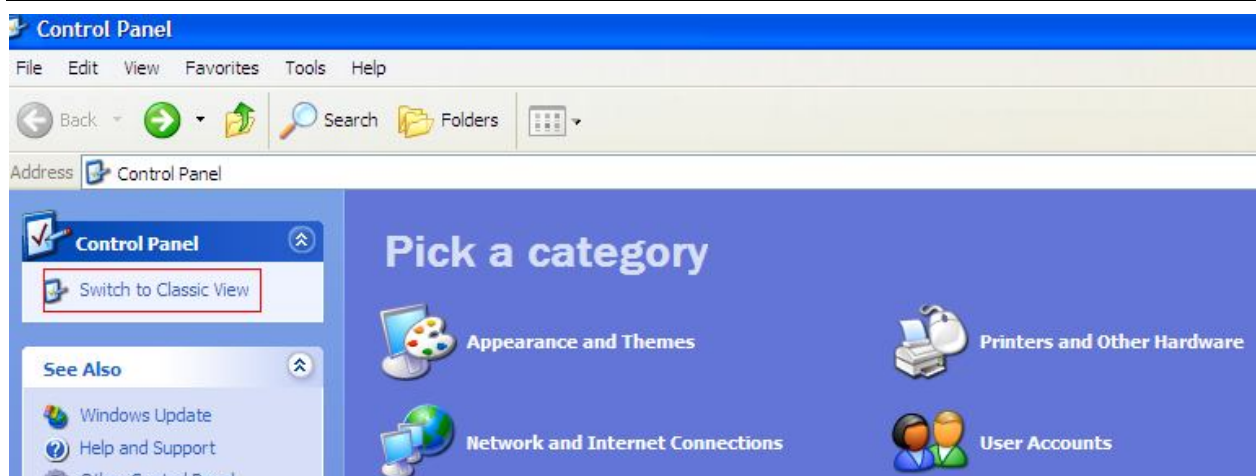 Control Panel
File Edit View Favorites Tools Help
Back Search Folders
Address Control Panel
Control Panel
Switch to Classic View
See Also
Windows Update
Help and Support
Pick a category
Appearance and Themes
Printers and Other Hardware
Network and Internet Connections
User Accounts